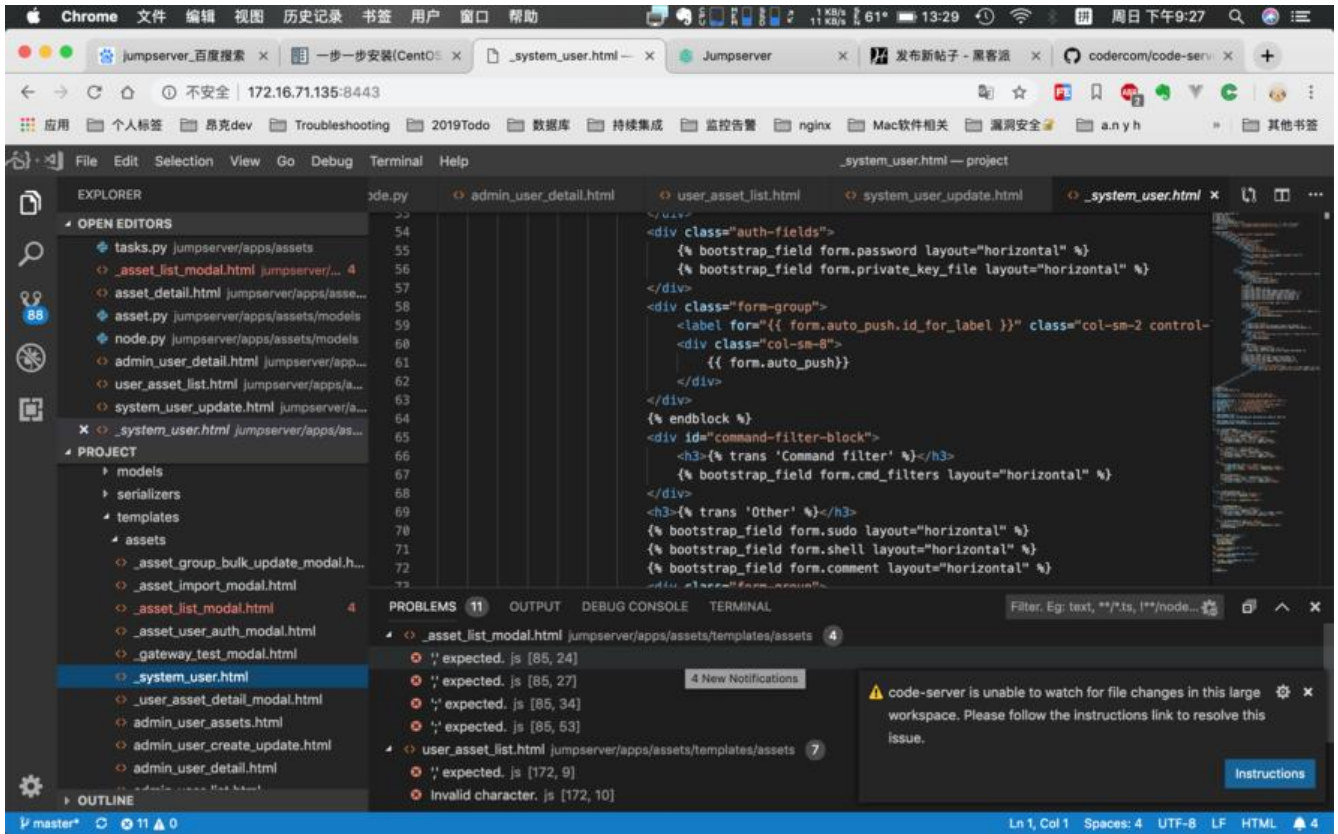 Chrome 文件 编辑 视图 历史记录 书签 用户 窗口 帮助 11 KB/s KB/s 61° 13:29 拼 周日下午9:27
jumpserver_百度搜索 × 一步一步安装(CentOS × _system_user.html — × Jumpserver × 发布新帖子 - 黑客派 × codercom/code-serv × +
不安全 | 172.16.71.135:8443
应用 个人标签 昂克dev Troubleshooting 2019Todo 数据库 持续集成 监控告警 nginx Mac软件相关 漏洞安全 a.n y h » 其他书签
File Edit Selection View Go Debug Terminal Help _system_user.html — project
EXPLORER
ode.py admin_user_detail.html user_asset_list.html system_user_update.html _system_user.html × ···
OPEN EDITORS
tasks.py jumpserver/apps/assets
_asset_list_modal.html jumpserver/... 4
asset_detail.html jumpserver/apps/asse...
asset.py jumpserver/apps/assets/models
node.py jumpserver/apps/assets/models
admin_user_detail.html jumpserver/app...
user_asset_list.html jumpserver/apps/a...
system_user_update.html jumpserver/a...
× _system_user.html jumpserver/apps/as...
88
PROJECT
models
serializers
templates
assets
_asset_group_bulk_update_modal.h...
_asset_import_modal.html
_asset_list_modal.html 4
_asset_user_auth_modal.html
_gateway_test_modal.html
_system_user.html
_user_asset_detail_modal.html
admin_user_assets.html
admin_user_create_update.html
admin_user_detail.html
OUTLINE
53 </div>
54 <div class="auth-fields">
55 {% bootstrap_field form.password layout="horizontal" %}
56 {% bootstrap_field form.private_key_file layout="horizontal" %}
57 </div>
58 <div class="form-group">
59 <label for="{{ form.auto_push.id_for_label }}" class="col-sm-2 control-
60 <div class="col-sm-8">
61 {{ form.auto_push}}
62 </div>
63 </div>
64 {% endblock %}
65 <div id="command-filter-block">
66 <h3>{% trans 'Command filter' %}</h3>
67 {% bootstrap_field form.cmd_filters layout="horizontal" %}
68 </div>
69 <h3>{% trans 'Other' %}</h3>
70 {% bootstrap_field form.sudo layout="horizontal" %}
71 {% bootstrap_field form.shell layout="horizontal" %}
72 {% bootstrap_field form.comment layout="horizontal" %}
73 <div class="form-group">
PROBLEMS 11 OUTPUT DEBUG CONSOLE TERMINAL Filter. Eg: text, **/*.ts, !**/node...
_asset_list_modal.html jumpserver/apps/assets/templates/assets 4
',' expected. js [85, 24]
',' expected. js [85, 27]
';' expected. js [85, 34]
';' expected. js [85, 53]
user_asset_list.html jumpserver/apps/assets/templates/assets 7
',' expected. js [172, 9]
Invalid character. js [172, 10]
4 New Notifications
code-server is unable to watch for file changes in this large
workspace. Please follow the instructions link to resolve this
issue.
Instructions
master* 11 0 Ln 1, Col 1 Spaces: 4 UTF-8 LF HTML 4